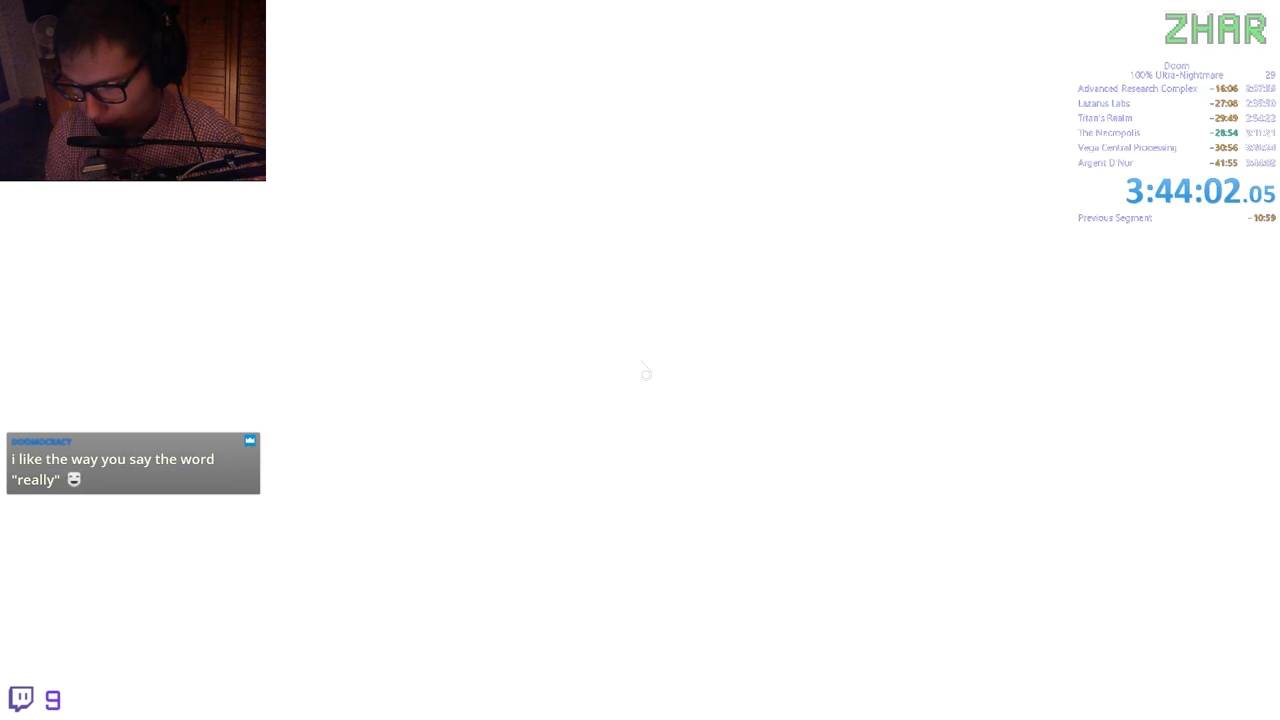 ZHAR
Doom
100% Ultra-Nightmare 29
Advanced Research Complex -16:06
Lazarus Labs -27:08
Titan's Realm -29:49
The Necropolis -28:54
Vega Central Processing -30:56
Argent D'Nur -41:55
3:44:02.05
Previous Segment -10:59
DOOMOCRACY
i like the way you say the word
"really"
9